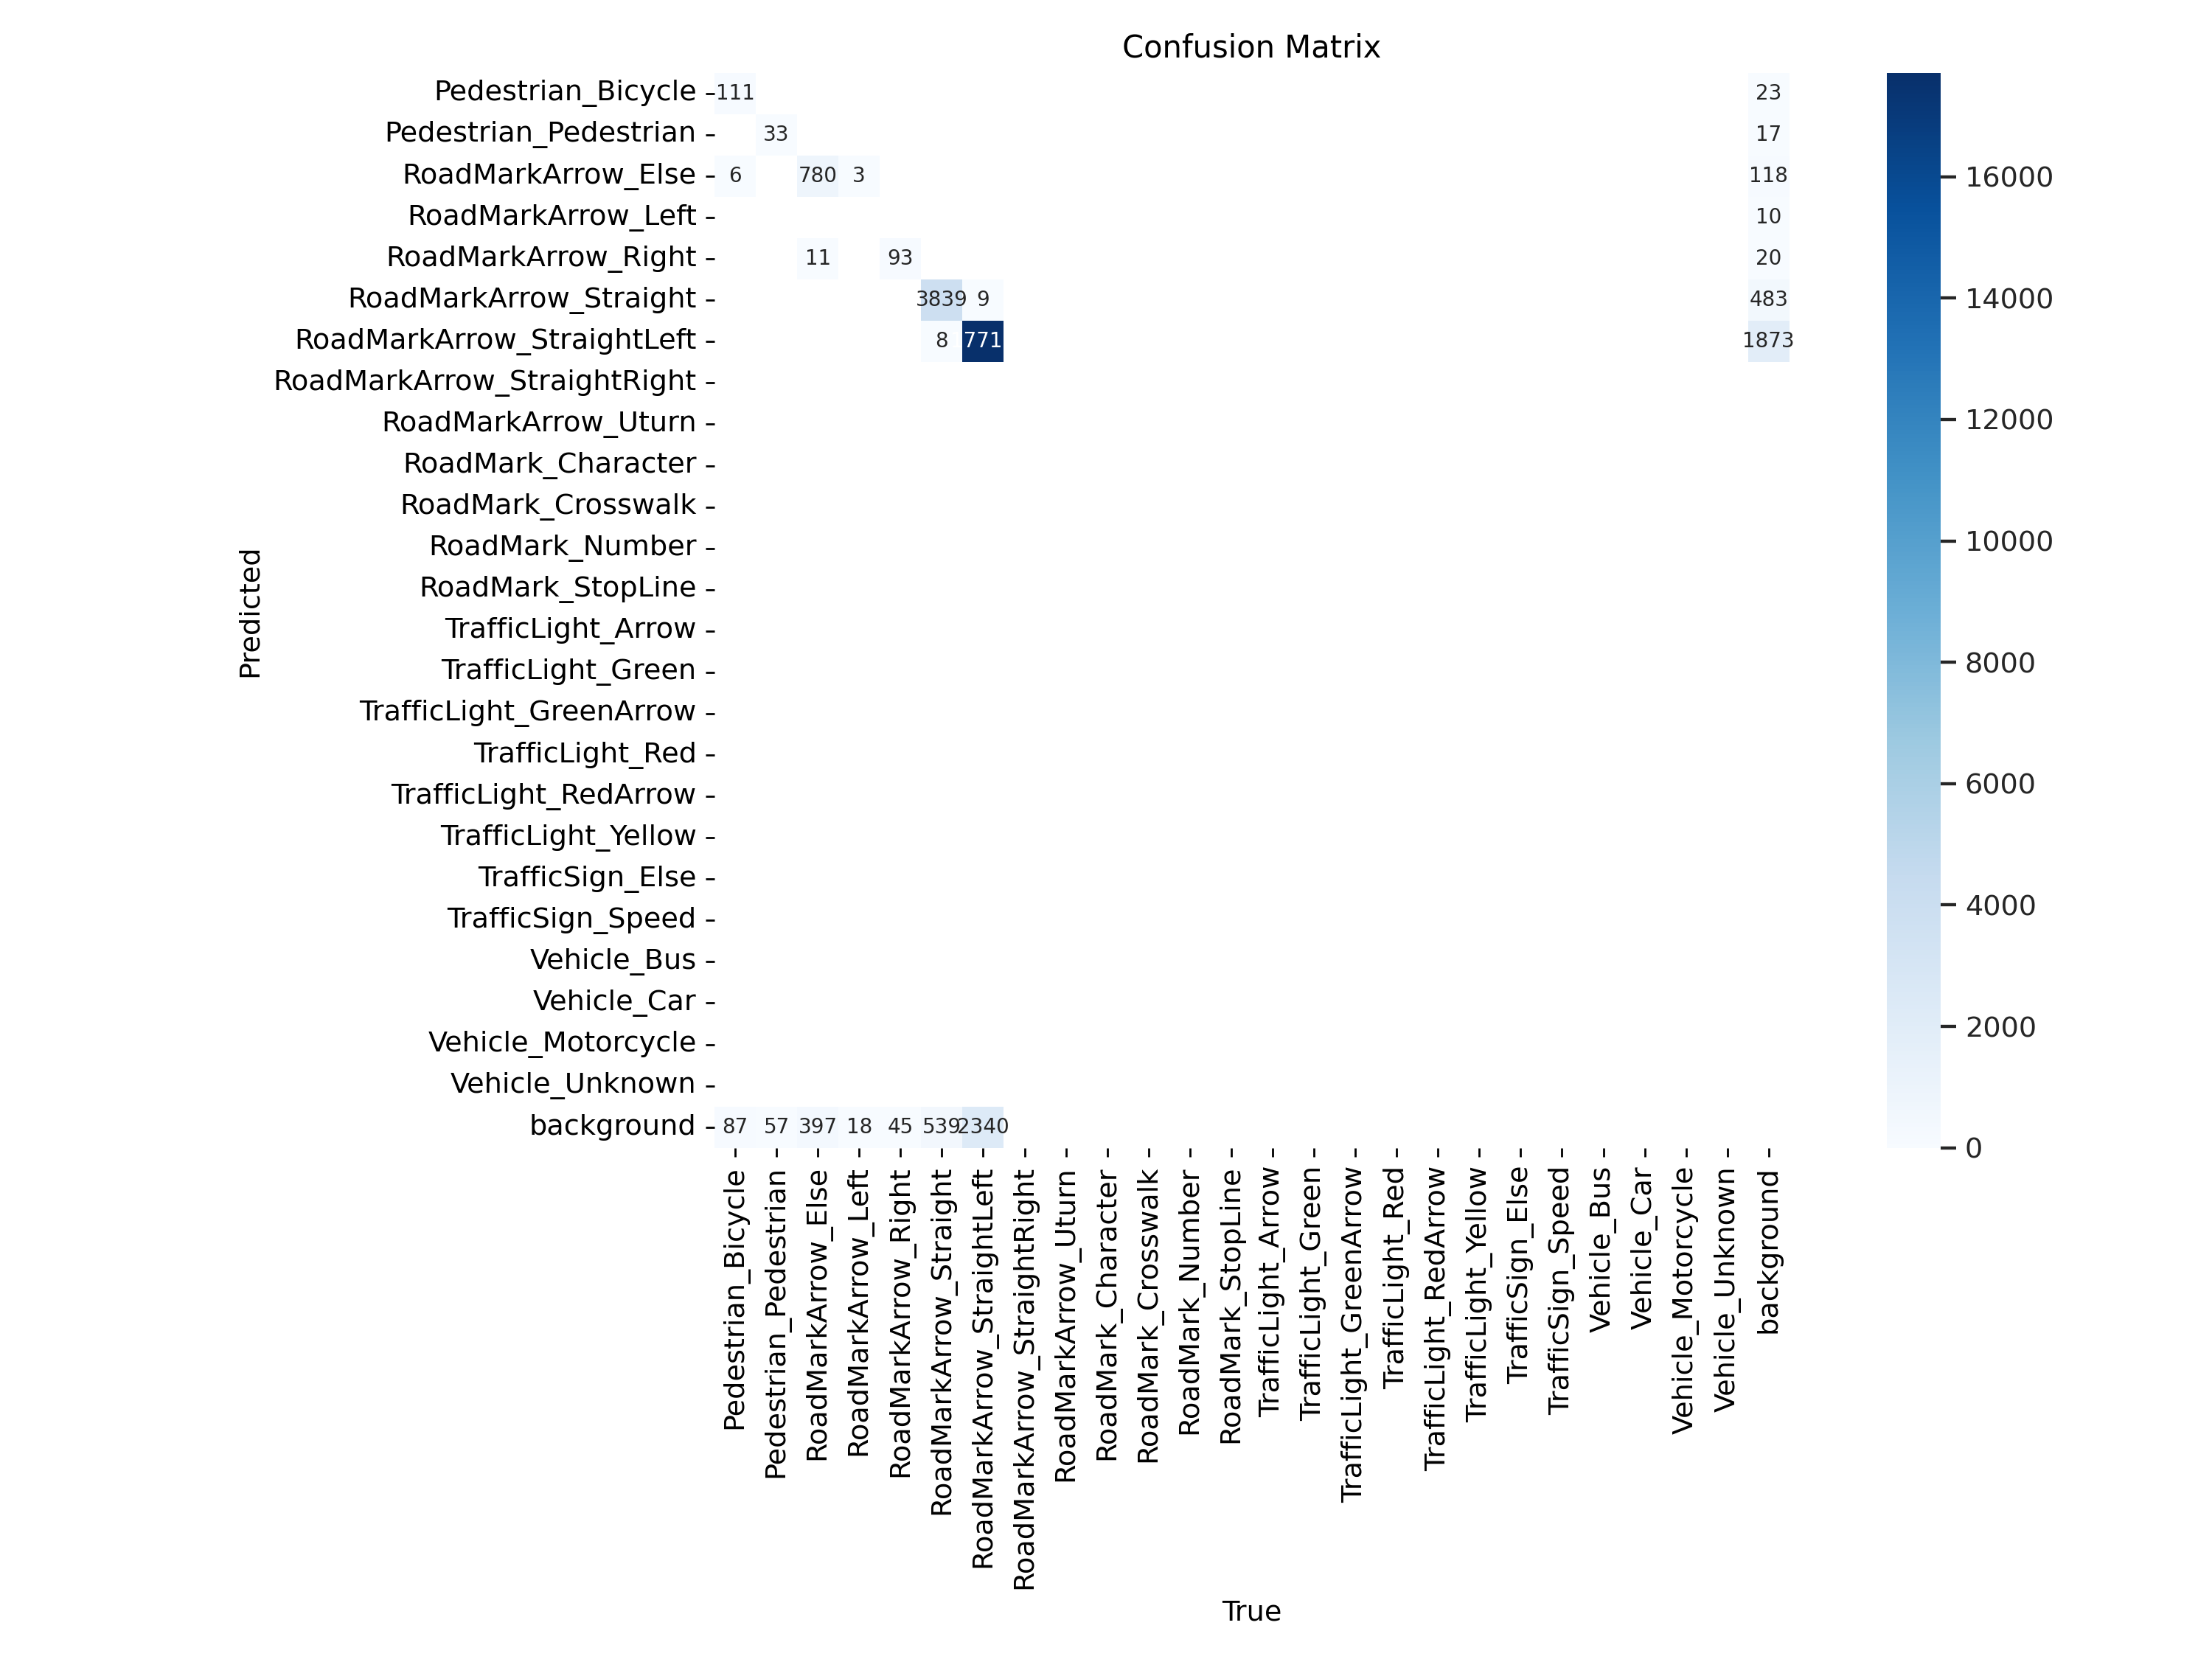 Confusion Matrix
Pedestrian_Bicycle 111 23
Pedestrian_Pedestrian 33 17
RoadMarkArrow_Else 6 780 3 118
RoadMarkArrow_Left 10
RoadMarkArrow_Right 11 93 20
RoadMarkArrow_Straight 3839 9 483
RoadMarkArrow_StraightLeft 8 771 1873
RoadMarkArrow_StraightRight
RoadMarkArrow_Uturn
RoadMark_Character
RoadMark_Crosswalk
RoadMark_Number
RoadMark_StopLine
TrafficLight_Arrow
TrafficLight_Green
TrafficLight_GreenArrow
TrafficLight_Red
TrafficLight_RedArrow
TrafficLight_Yellow
TrafficSign_Else
TrafficSign_Speed
Vehicle_Bus
Vehicle_Car
Vehicle_Motorcycle
Vehicle_Unknown
background 87 57 397 18 45 539 2340
Predicted
Pedestrian_Bicycle
Pedestrian_Pedestrian
RoadMarkArrow_Else
RoadMarkArrow_Left
RoadMarkArrow_Right
RoadMarkArrow_Straight
RoadMarkArrow_StraightLeft
RoadMarkArrow_StraightRight
RoadMarkArrow_Uturn
RoadMark_Character
RoadMark_Crosswalk
RoadMark_Number
RoadMark_StopLine
TrafficLight_Arrow
TrafficLight_Green
TrafficLight_GreenArrow
TrafficLight_Red
TrafficLight_RedArrow
TrafficLight_Yellow
TrafficSign_Else
TrafficSign_Speed
Vehicle_Bus
Vehicle_Car
Vehicle_Motorcycle
Vehicle_Unknown
background
True
16000
14000
12000
10000
8000
6000
4000
2000
0